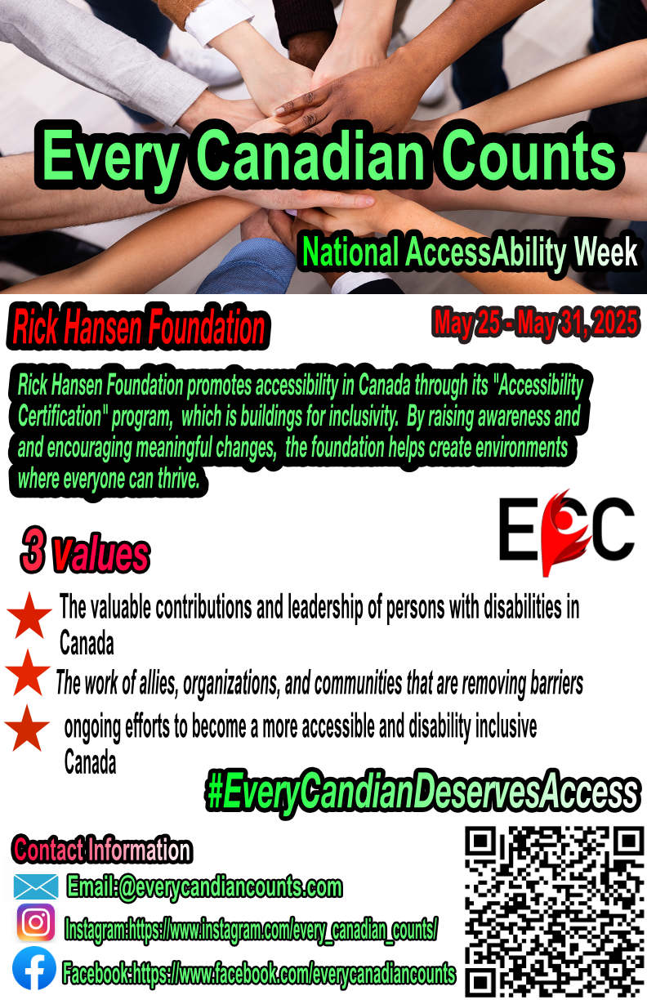 Every Canadian Counts
National AccessAbility Week
Rick Hansen Foundation
May 25 - May 31, 2025
Rick Hansen Foundation promotes accessibility in Canada through its "Accessibility
Certification" program, which is buildings for inclusivity. By raising awareness and
and encouraging meaningful changes, the foundation helps create environments
where everyone can thrive.
ECC
3 Values
The valuable contributions and leadership of persons with disabilities in
Canada
The work of allies, organizations, and communities that are removing barriers
ongoing efforts to become a more accessible and disability inclusive
Canada
#EveryCandianDeservesAccess
Contact Information
Email:@everycandiancounts.com
Instagram:https://www.instagram.com/every_canadian_counts/
Facebook:https://www.facebook.com/everycanadiancounts